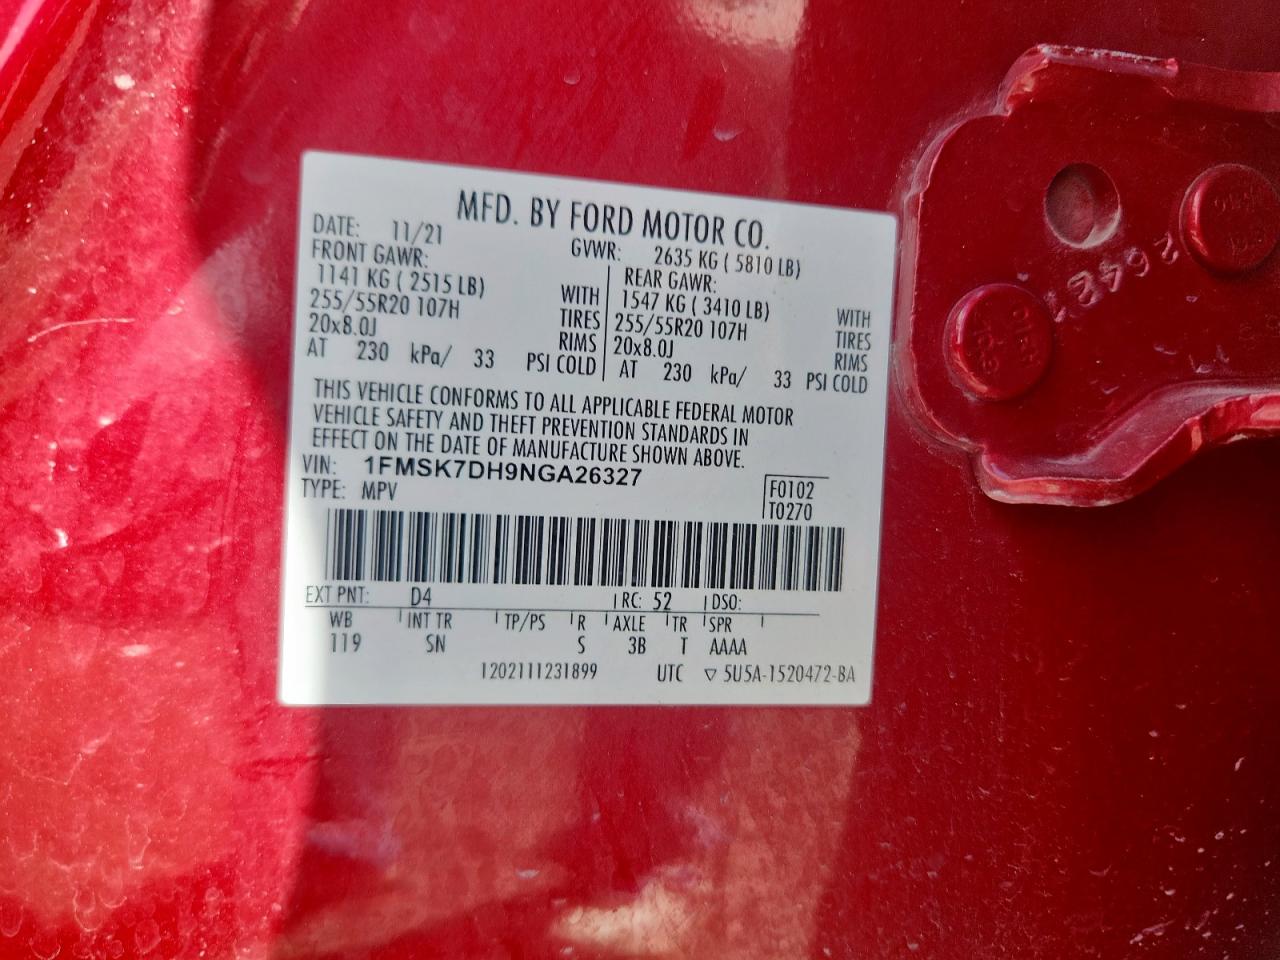 MFD. BY FORD MOTOR CO.
DATE: 11/21 GVWR: 2635 KG ( 5810 LB)
FRONT GAWR: REAR GAWR:
1141 KG ( 2515 LB) WITH 1547 KG ( 3410 LB) WITH
255/55R20 107H TIRES 255/55R20 107H TIRES
20x8.0J RIMS 20x8.0J RIMS
AT 230 kPa/ 33 PSI COLD AT 230 kPa/ 33 PSI COLD
THIS VEHICLE CONFORMS TO ALL APPLICABLE FEDERAL MOTOR
VEHICLE SAFETY AND THEFT PREVENTION STANDARDS IN
EFFECT ON THE DATE OF MANUFACTURE SHOWN ABOVE.
VIN: 1FMSK7DH9NGA26327
TYPE: MPV F0102
T0270
EXT PNT: D4 RC: 52 DSO:
WB INT TR TP/PS R AXLE TR SPR
119 SN S 3B T AAAA
1202111231899 UTC ▽ 5U5A-1520472-BA